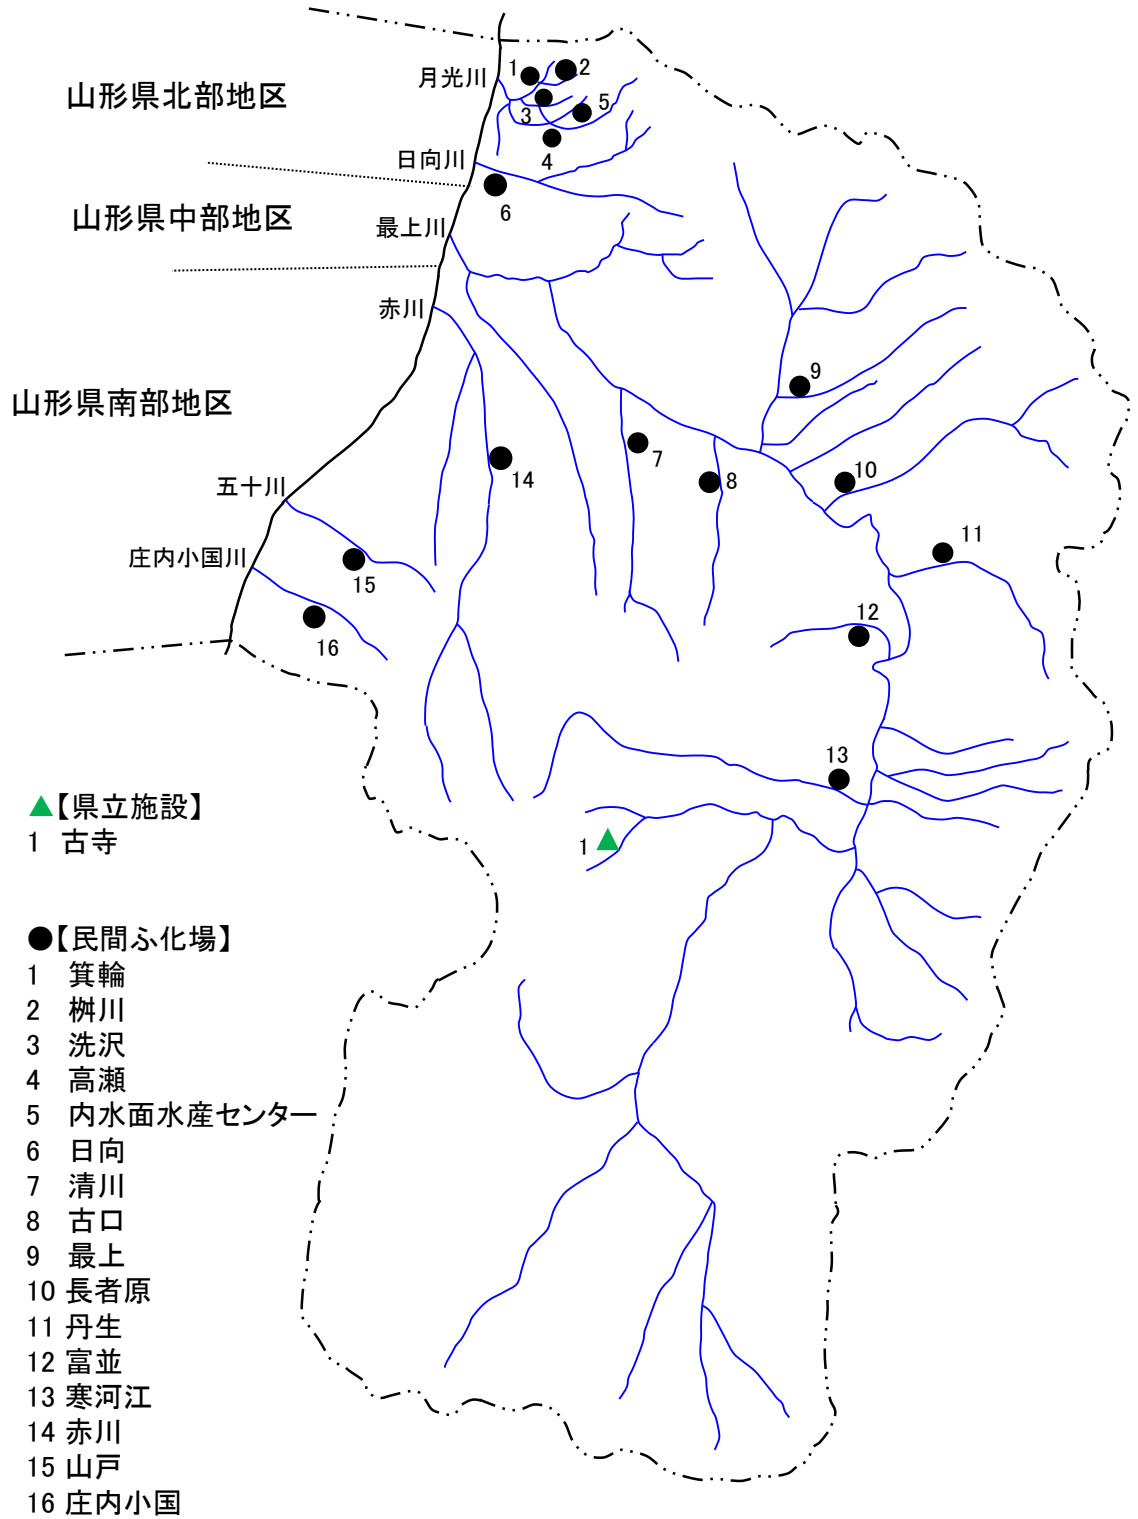 山形県北部地区
山形県中部地区
山形県南部地区
月光川
日向川
最上川
赤川
五十川
庄内小国川
1
2
3
5
4
6
9
7
8
10
14
11
15
12
16
13
1
▲【県立施設】
1 古寺
●【民間ふ化場】
1 箕輪
2 桝川
3 洗沢
4 高瀬
5 内水面水産センター
6 日向
7 清川
8 古口
9 最上
10 長者原
11 丹生
12 富並
13 寒河江
14 赤川
15 山戸
16 庄内小国